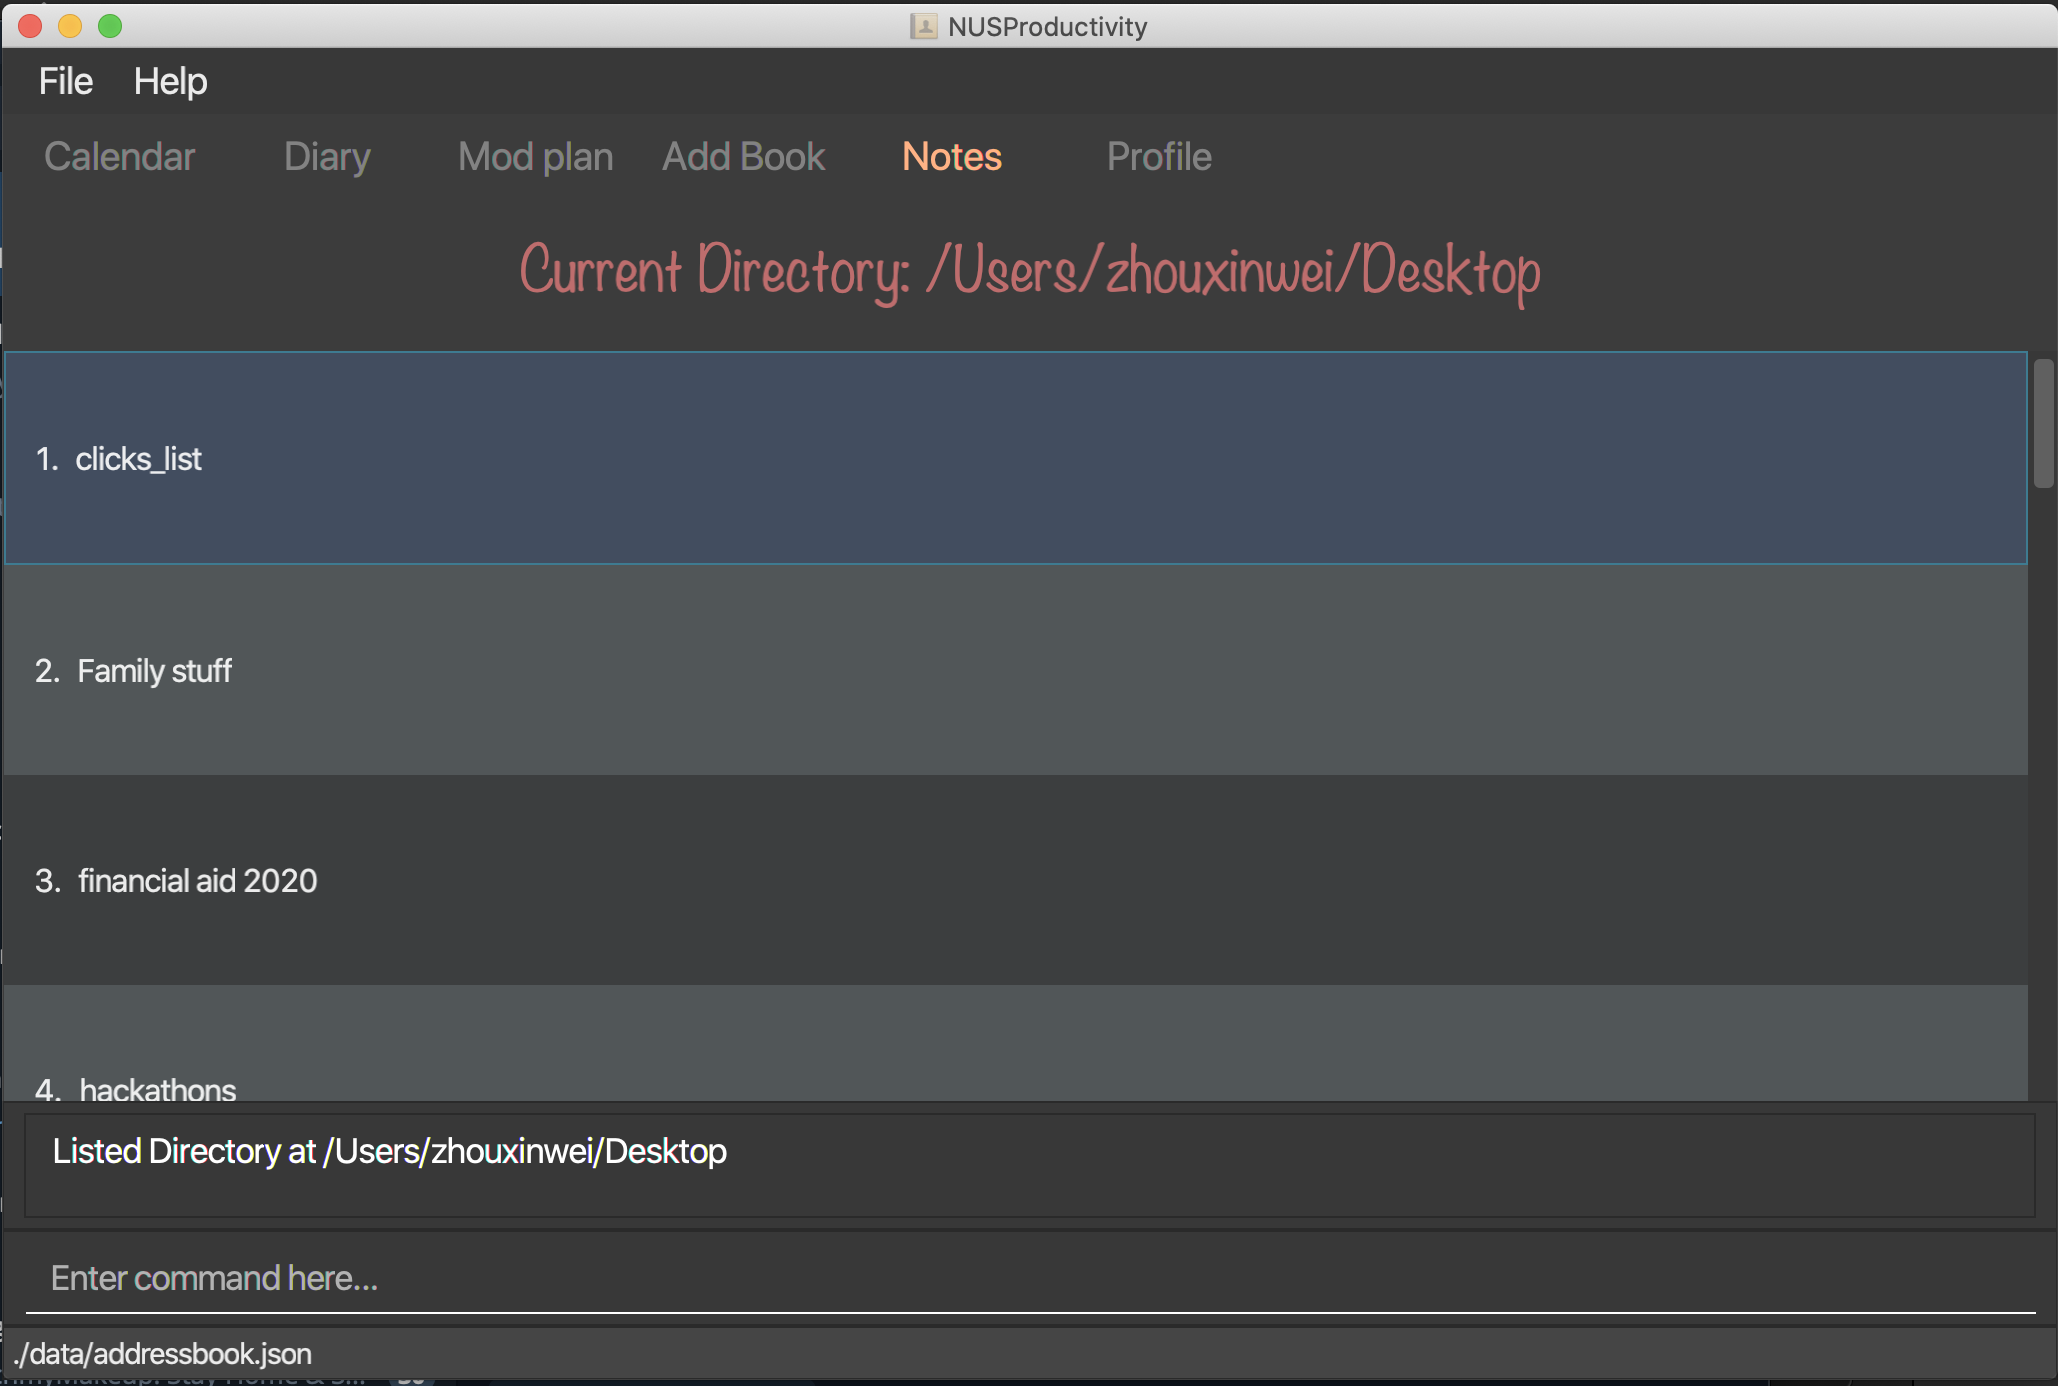 NUSProductivity
File Help
Calendar Diary Mod plan Add Book Notes Profile
Current Directory: /Users/zhouxinwei/Desktop
1. clicks_list
2. Family stuff
3. financial aid 2020
4. hackathons
Listed Directory at /Users/zhouxinwei/Desktop
Enter command here...
./data/addressbook.json